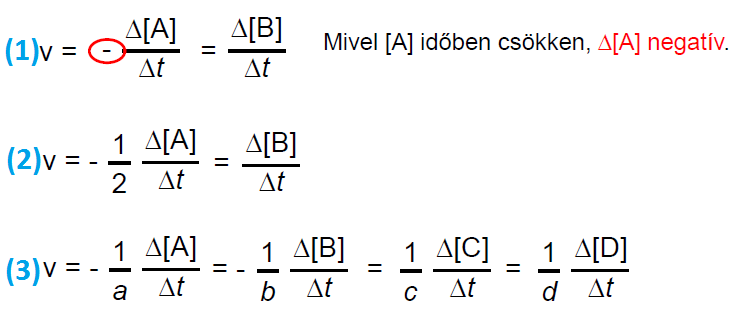 (1) v = - Δ[A]/Δt = Δ[B]/Δt Mivel [A] időben csökken, Δ[A] negatív.
(2) v = - 1/2 Δ[A]/Δt = Δ[B]/Δt
(3) v = - 1/a Δ[A]/Δt = - 1/b Δ[B]/Δt = 1/c Δ[C]/Δt = 1/d Δ[D]/Δt